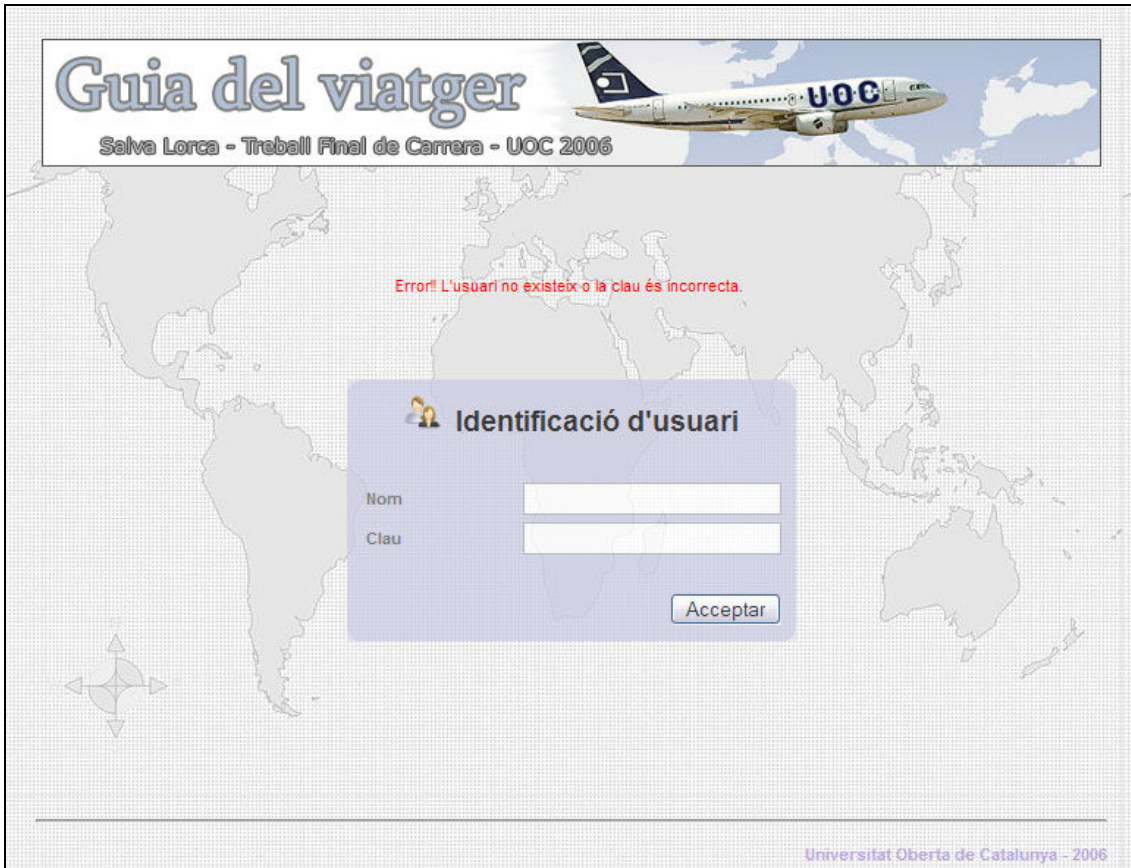 Guia del viatger
UOC
Salva Lorca - Treball Final de Carrera - UOC 2006
Error!! L'usuari no existeix o la clau és incorrecta.
Identificació d'usuari
Nom
Clau
Acceptar
Universitat Oberta de Catalunya - 2006